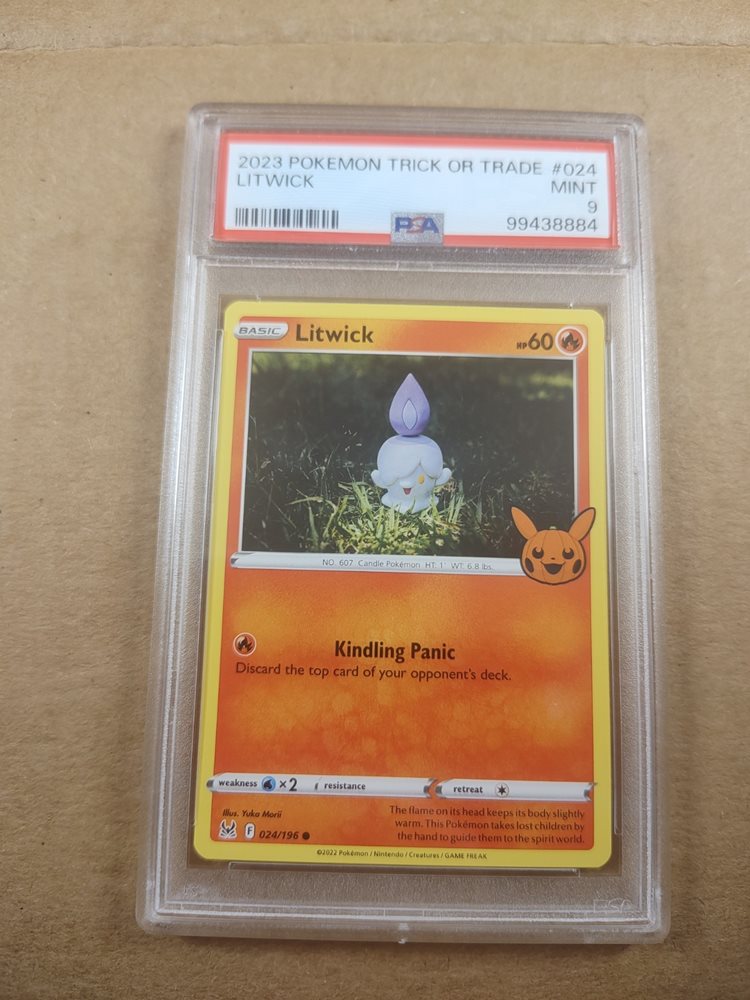 2023 POKEMON TRICK OR TRADE #024
LITWICK MINT
9
PSA 99438884
BASIC Litwick HP 60
NO. 607 Candle Pokémon HT: 1' WT: 6.8 lbs.
Kindling Panic
Discard the top card of your opponent's deck.
weakness ×2 resistance retreat
Illus. Yuka Morii
The flame on its head keeps its body slightly
warm. This Pokémon takes lost children by
the hand to guide them to the spirit world.
F 024/196
©2022 Pokémon / Nintendo / Creatures / GAME FREAK
PSA